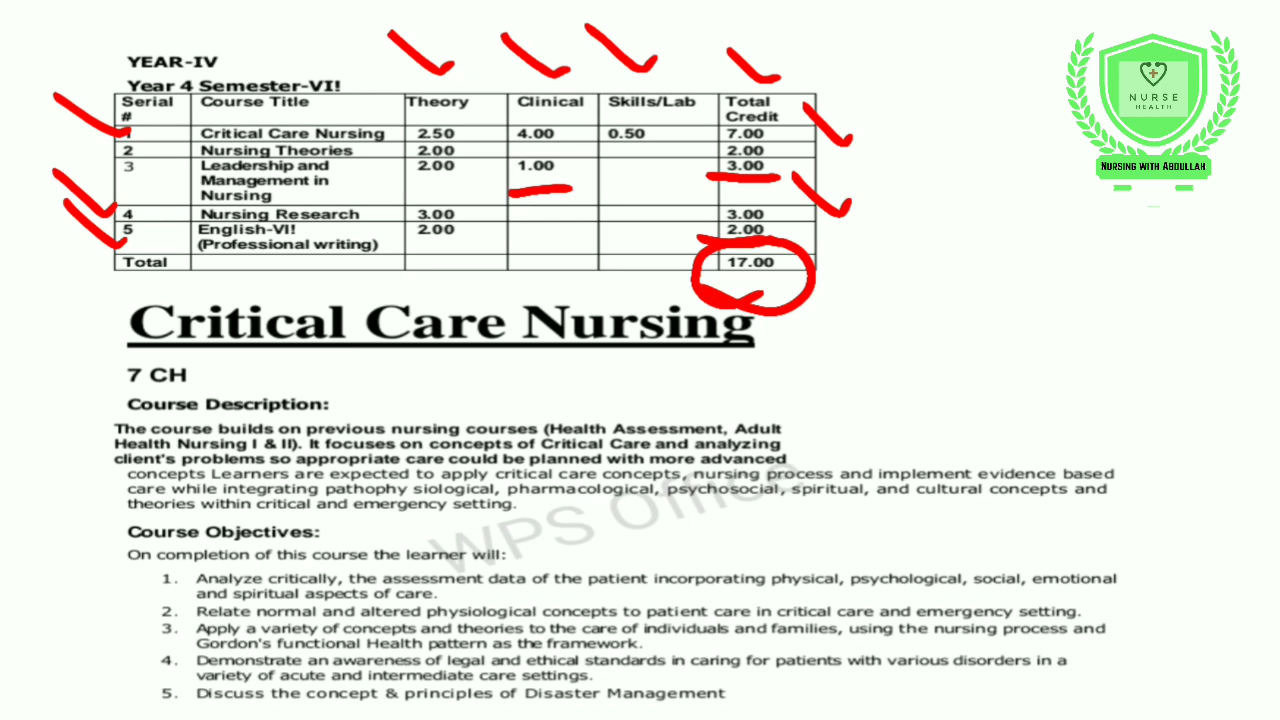 YEAR-IV
Year 4 Semester-VI!
Serial # Course Title Theory Clinical Skills/Lab Total Credit
1 Critical Care Nursing 2.50 4.00 0.50 7.00
2 Nursing Theories 2.00 2.00
3 Leadership and Management in Nursing 2.00 1.00 3.00
4 Nursing Research 3.00 3.00
5 English-VI! (Professional writing) 2.00 2.00
Total 17.00
Critical Care Nursing
7 CH
Course Description:
The course builds on previous nursing courses (Health Assessment, Adult
Health Nursing I & II). It focuses on concepts of Critical Care and analyzing
client's problems so appropriate care could be planned with more advanced
concepts Learners are expected to apply critical care concepts, nursing process and implement evidence based
care while integrating pathophy siological, pharmacological, psychosocial, spiritual, and cultural concepts and
theories within critical and emergency setting.
Course Objectives:
On completion of this course the learner will:
1. Analyze critically, the assessment data of the patient incorporating physical, psychological, social, emotional
and spiritual aspects of care.
2. Relate normal and altered physiological concepts to patient care in critical care and emergency setting.
3. Apply a variety of concepts and theories to the care of individuals and families, using the nursing process and
Gordon's functional Health pattern as the framework.
4. Demonstrate an awareness of legal and ethical standards in caring for patients with various disorders in a
variety of acute and intermediate care settings.
5. Discuss the concept & principles of Disaster Management
WPS Office
NURSE
HEALTH
NURSING WITH ABDULLAH